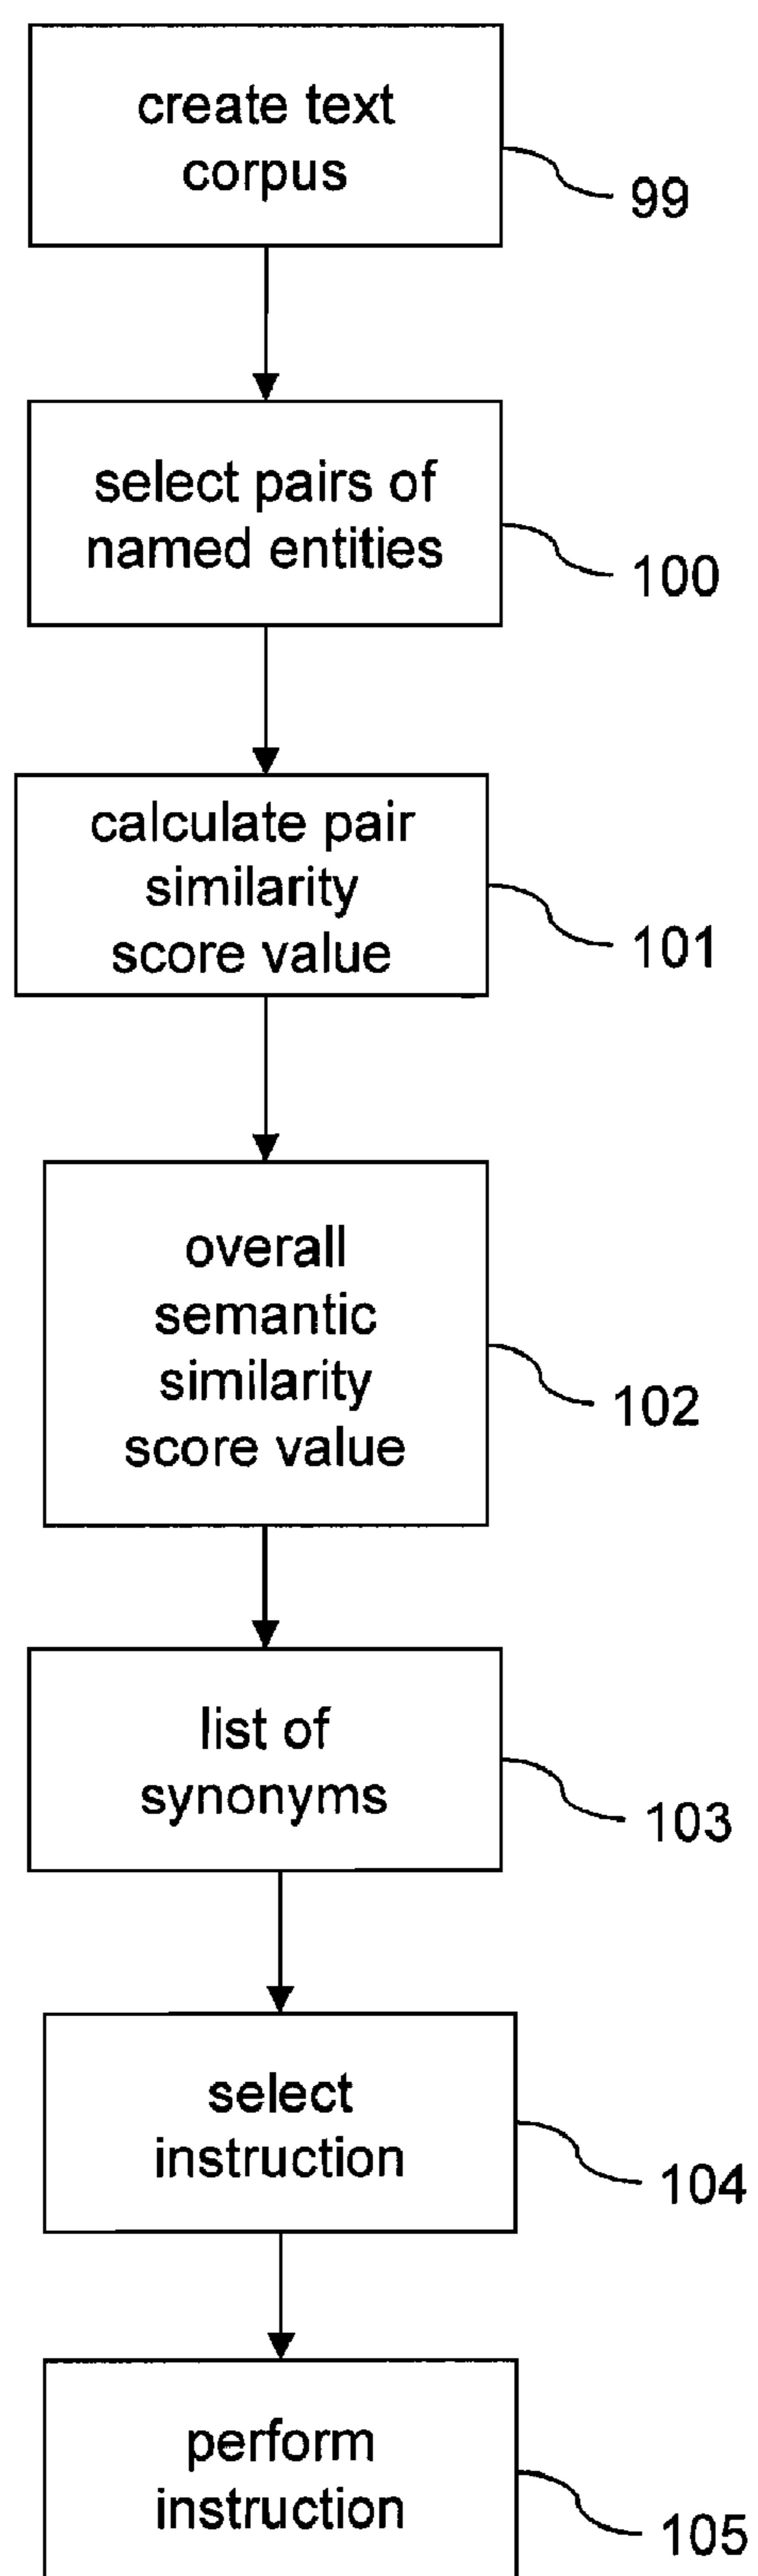 create text
corpus
99
select pairs of
named entities
100
calculate pair
similarity
score value
101
overall
semantic
similarity
score value
102
list of
synonyms
103
select
instruction
104
perform
instruction
105